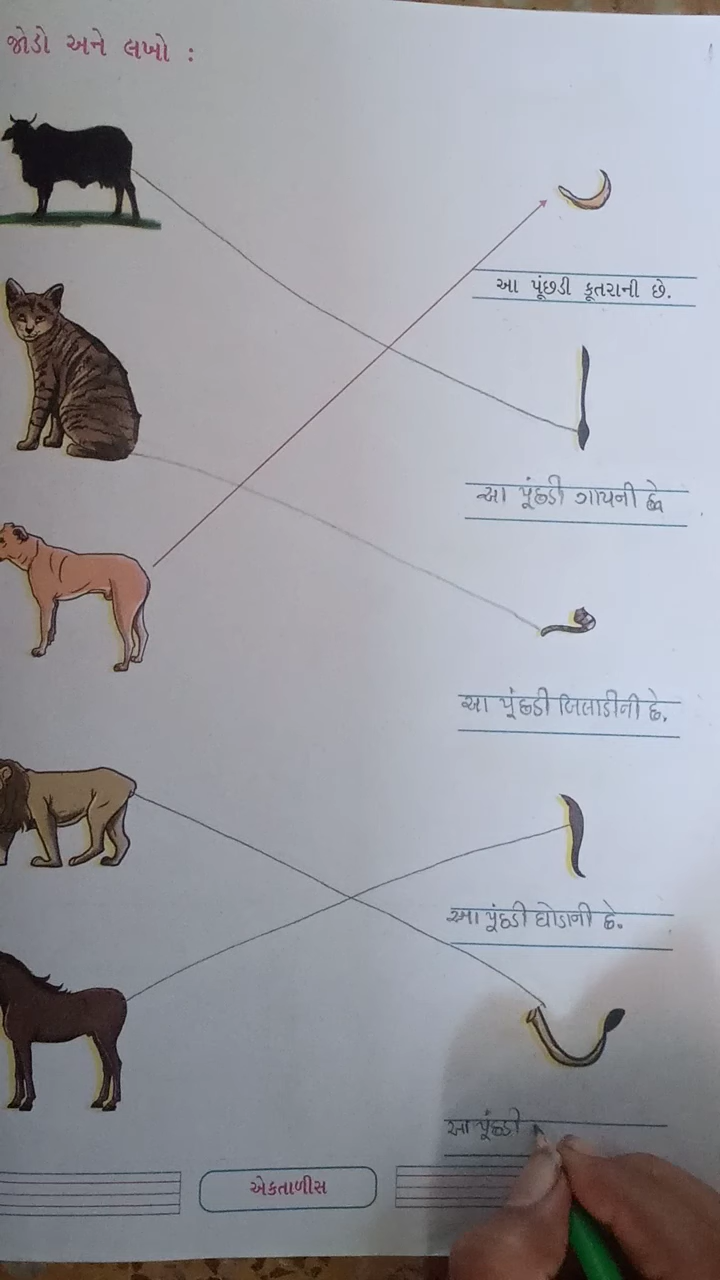 જોડો અને લખો :
આ પૂંછડી કૂતરાની છે.
આ પૂંછડી ગાયની છે
આ પૂંછડી બિલાડીની છે.
આ પૂંછડી ઘોડાની છે.
આ પૂંછડી
એકતાળીસ